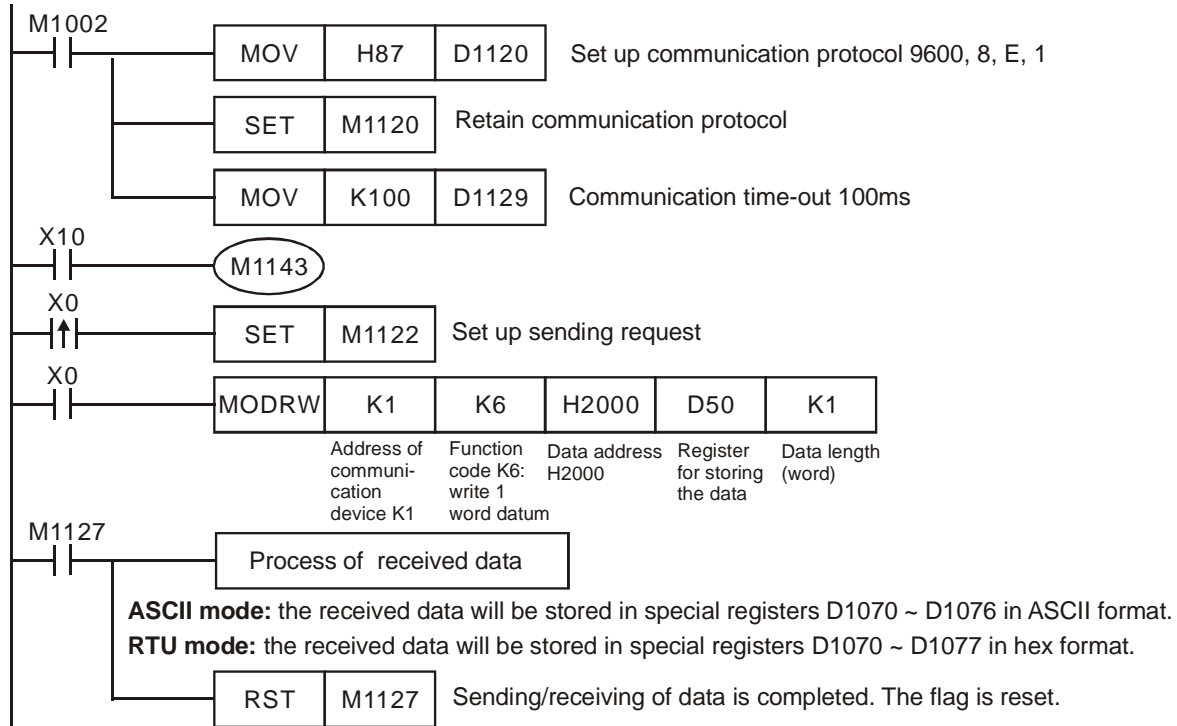 M1002
MOV H87 D1120 Set up communication protocol 9600, 8, E, 1
SET M1120 Retain communication protocol
MOV K100 D1129 Communication time-out 100ms
X10
M1143
X0
SET M1122 Set up sending request
X0
MODRW K1 K6 H2000 D50 K1
Address of
communi-
cation
device K1
Function
code K6:
write 1
word datum
Data address
H2000
Register
for storing
the data
Data length
(word)
M1127
Process of received data
ASCII mode: the received data will be stored in special registers D1070 ~ D1076 in ASCII format.
RTU mode: the received data will be stored in special registers D1070 ~ D1077 in hex format.
RST M1127 Sending/receiving of data is completed. The flag is reset.